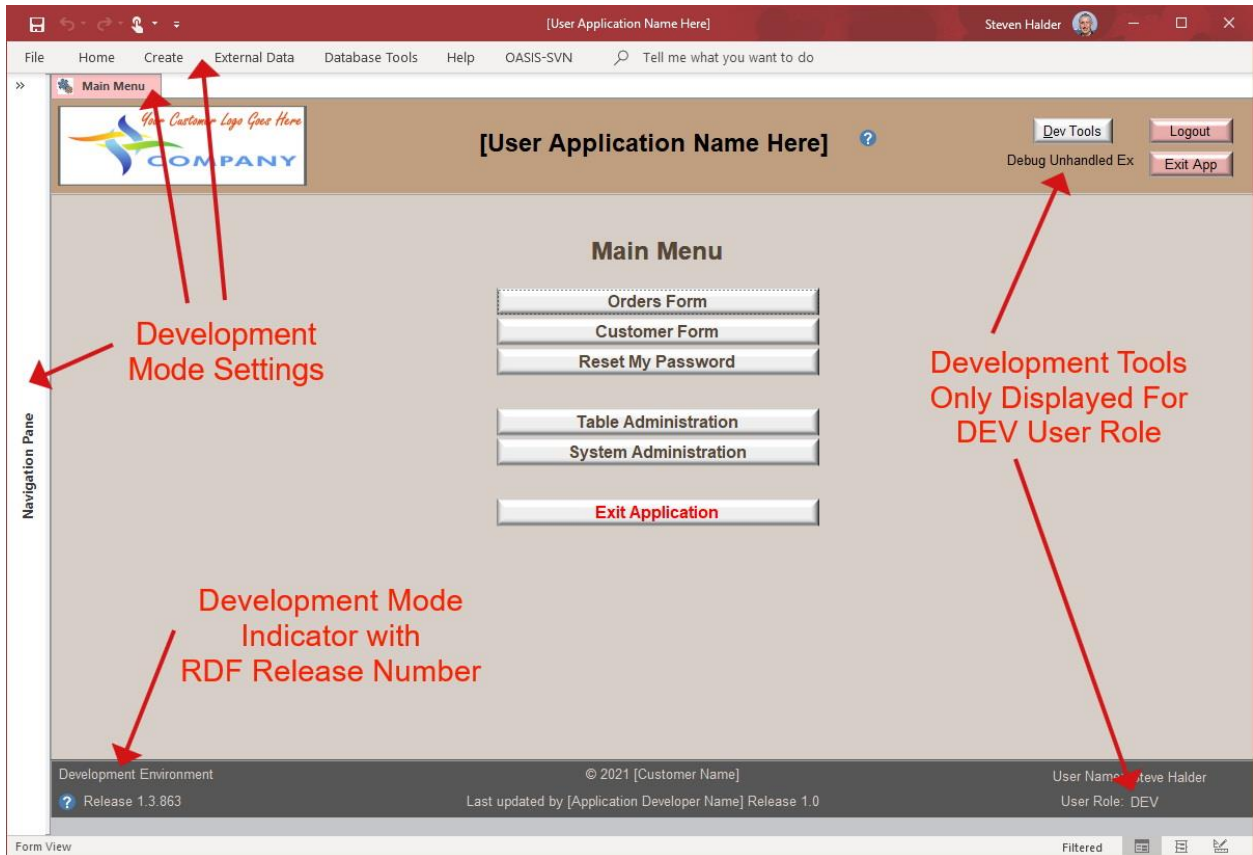 [User Application Name Here]
Steven Halder
File Home Create External Data Database Tools Help OASIS-SVN Tell me what you want to do
»
Main Menu
Your Customer Logo Goes Here
COMPANY
[User Application Name Here]
?
Dev Tools
Logout
Debug Unhandled Ex
Exit App
Main Menu
Orders Form
Customer Form
Reset My Password
Table Administration
System Administration
Exit Application
Development
Mode Settings
Development Tools
Only Displayed For
DEV User Role
Navigation Pane
Development Mode
Indicator with
RDF Release Number
Development Environment
© 2021 [Customer Name]
User Name: Steve Halder
? Release 1.3.863
Last updated by [Application Developer Name] Release 1.0
User Role: DEV
Form View
Filtered